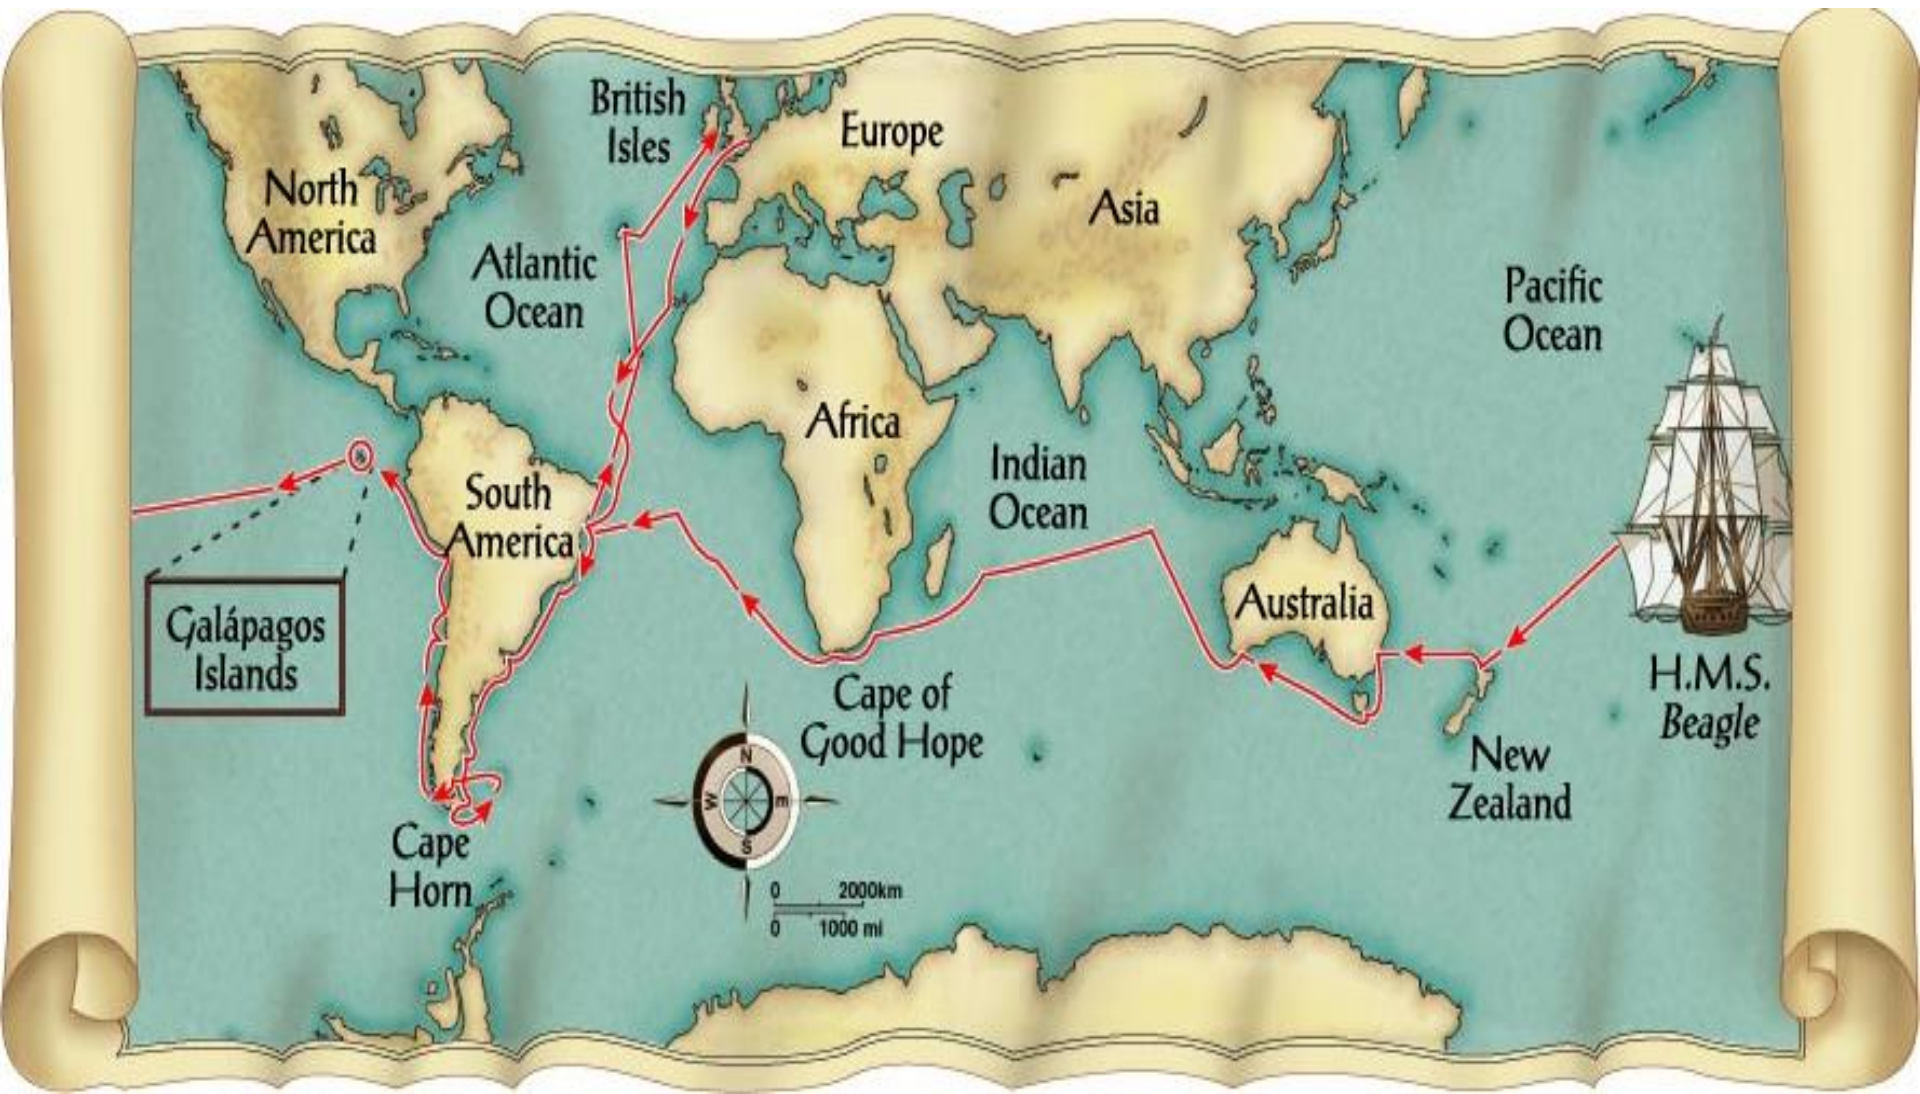 British
Isles
Europe
North
America
Asia
Atlantic
Ocean
Pacific
Ocean
Africa
Indian
Ocean
South
America
Galápagos
Islands
Australia
H.M.S.
Beagle
Cape of
Good Hope
New
Zealand
Cape
Horn
N
W
E
S
0 2000km
0 1000 mi